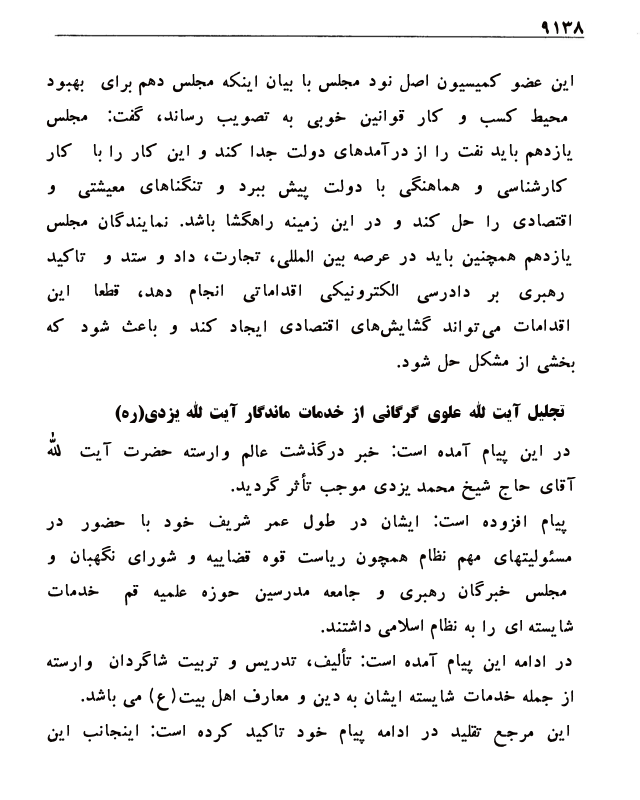 ۹۱۳۸
این عضو کمیسیون اصل نود مجلس با بیان اینکه مجلس دهم برای بهبود
محیط کسب و کار قوانین خوبی به تصویب رساند، گفت: مجلس
یازدهم باید نفت را از درآمدهای دولت جدا کند و این کار را با کار
کارشناسی و هماهنگی با دولت پیش ببرد و تنگناهای معیشتی و
اقتصادی را حل کند و در این زمینه راهگشا باشد. نمایندگان مجلس
یازدهم همچنین باید در عرصه بین المللی، تجارت، داد و ستد و تاکید
رهبری بر دادرسی الکترونیکی اقداماتی انجام دهد، قطعا این
اقدامات می‌تواند گشایش‌های اقتصادی ایجاد کند و باعث شود که
بخشی از مشکل حل شود.
تجلیل آیت لله علوی گرگانی از خدمات ماندگار آیت لله یزدی(ره)
در این پیام آمده است: خبر درگذشت عالم وارسته حضرت آیت لله
آقای حاج شیخ محمد یزدی موجب تأثر گردید.
پیام افزوده است: ایشان در طول عمر شریف خود با حضور در
مسئولیتهای مهم نظام همچون ریاست قوه قضاییه و شورای نگهبان و
مجلس خبرگان رهبری و جامعه مدرسین حوزه علمیه قم خدمات
شایسته ای را به نظام اسلامی داشتند.
در ادامه این پیام آمده است: تألیف، تدریس و تربیت شاگردان وارسته
از جمله خدمات شایسته ایشان به دین و معارف اهل بیت(ع) می باشد.
این مرجع تقلید در ادامه پیام خود تاکید کرده است: اینجانب این